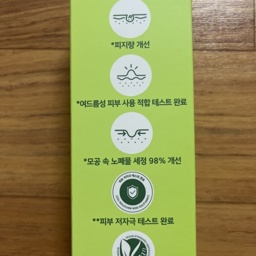 *피지량 개선
*여드름성 피부 사용 적합 테스트 완료
*모공 속 노폐물 세정 98% 개선
**피부 저자극 테스트 완료